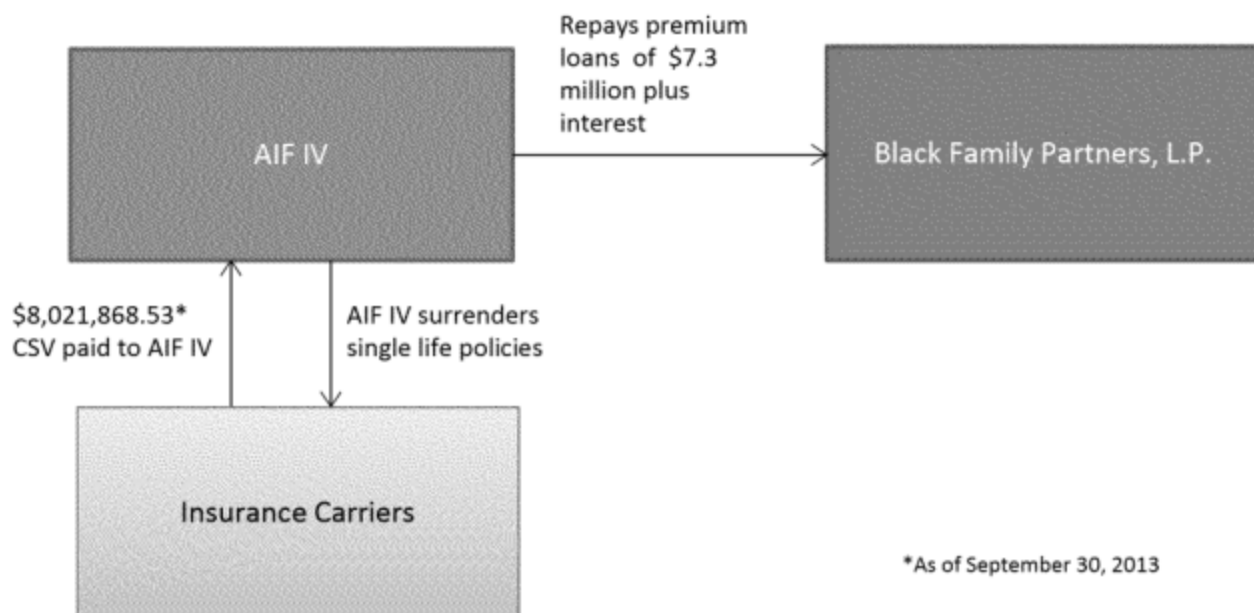 Repays premium
loans of $7.3
million plus
interest
AIF IV
Black Family Partners, L.P.
$8,021,868.53*
CSV paid to AIF IV
AIF IV surrenders
single life policies
Insurance Carriers
*As of September 30, 2013